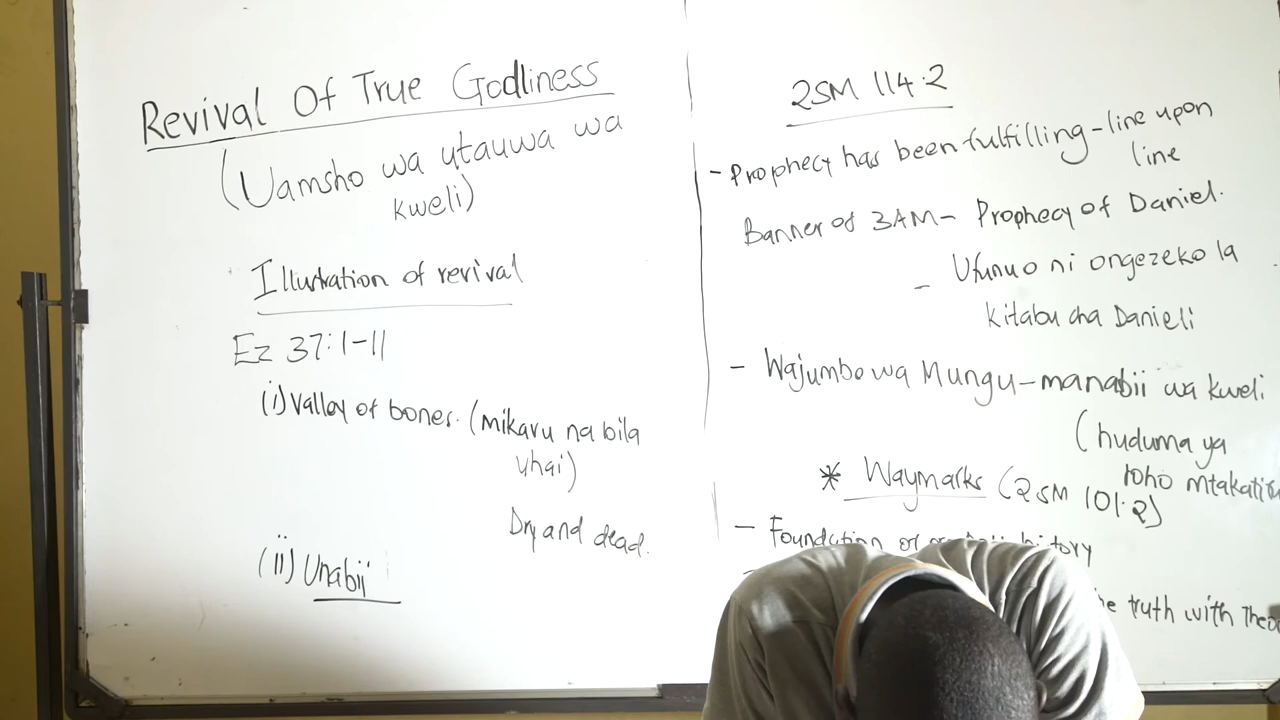 Revival Of True Godliness
(Uamsho wa utauwa wa
kweli)
Illustration of revival
Ez 37:1-11
(i) Valley of bones. (mikavu na bila
uhai)
Dry and dead.
(ii) Unabii
2SM 114.2
- Prophecy has been fulfilling - line upon
line
Banner of 3AM - Prophecy of Daniel.
- Ufunuo ni ongezeko la
kitabu cha Danieli
- Wajumbe wa Mungu - manabii wa kweli
(huduma ya
roho mtakatifu
* Waymarks (2SM 101.2)
- Foundation of history
truth with